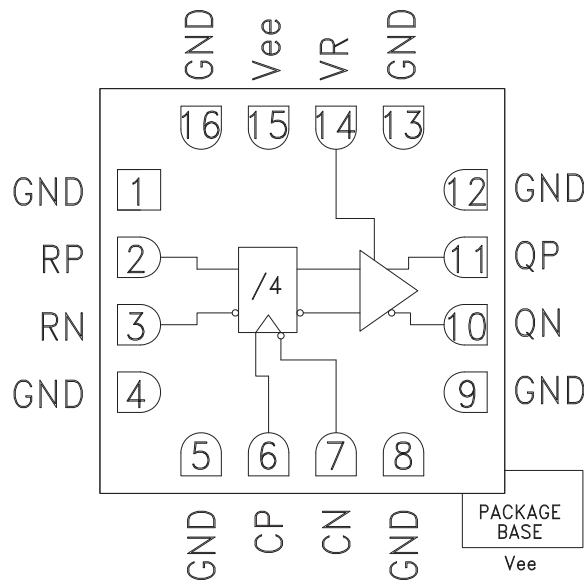 GND Vee VR GND
16 15 14 13
GND 1 12 GND
RP 2 /4 11 QP
RN 3 10 QN
GND 4 9 GND
5 6 7 8
GND CP CN GND
PACKAGE
BASE
Vee